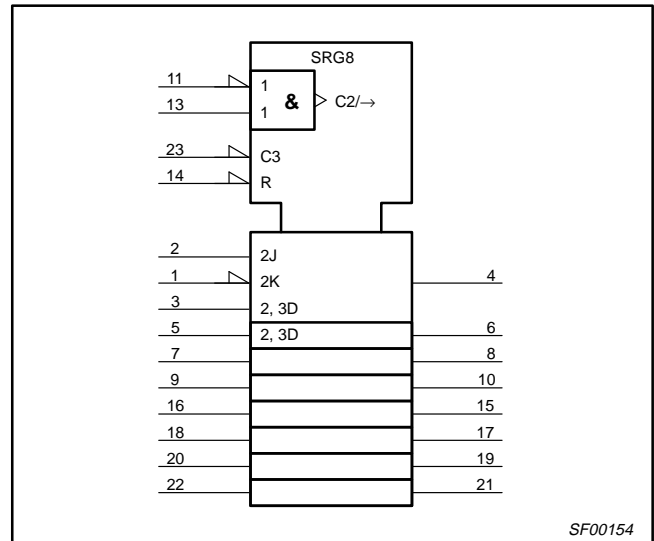 SRG8
11 1 & C2/→
13 1
23 C3
14 R
2 2J
1 2K 4
3 2, 3D
5 2, 3D 6
7 8
9 10
16 15
18 17
20 19
22 21
SF00154